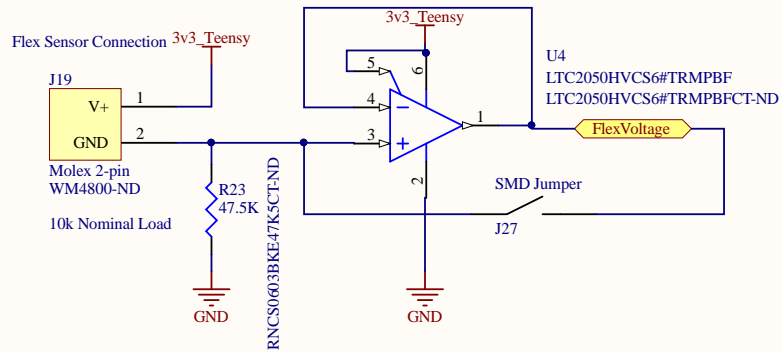 3v3_Teensy
Flex Sensor Connection
3v3_Teensy
J19
V+
1
GND
2
Molex 2-pin
WM4800-ND
10k Nominal Load
R23
47.5K
RNCS0603BKE47K5CT-ND
GND
5
6
4
3
1
2
U4
LTC2050HVCS6#TRMPBF
LTC2050HVCS6#TRMPBFCT-ND
FlexVoltage
SMD Jumper
J27
GND